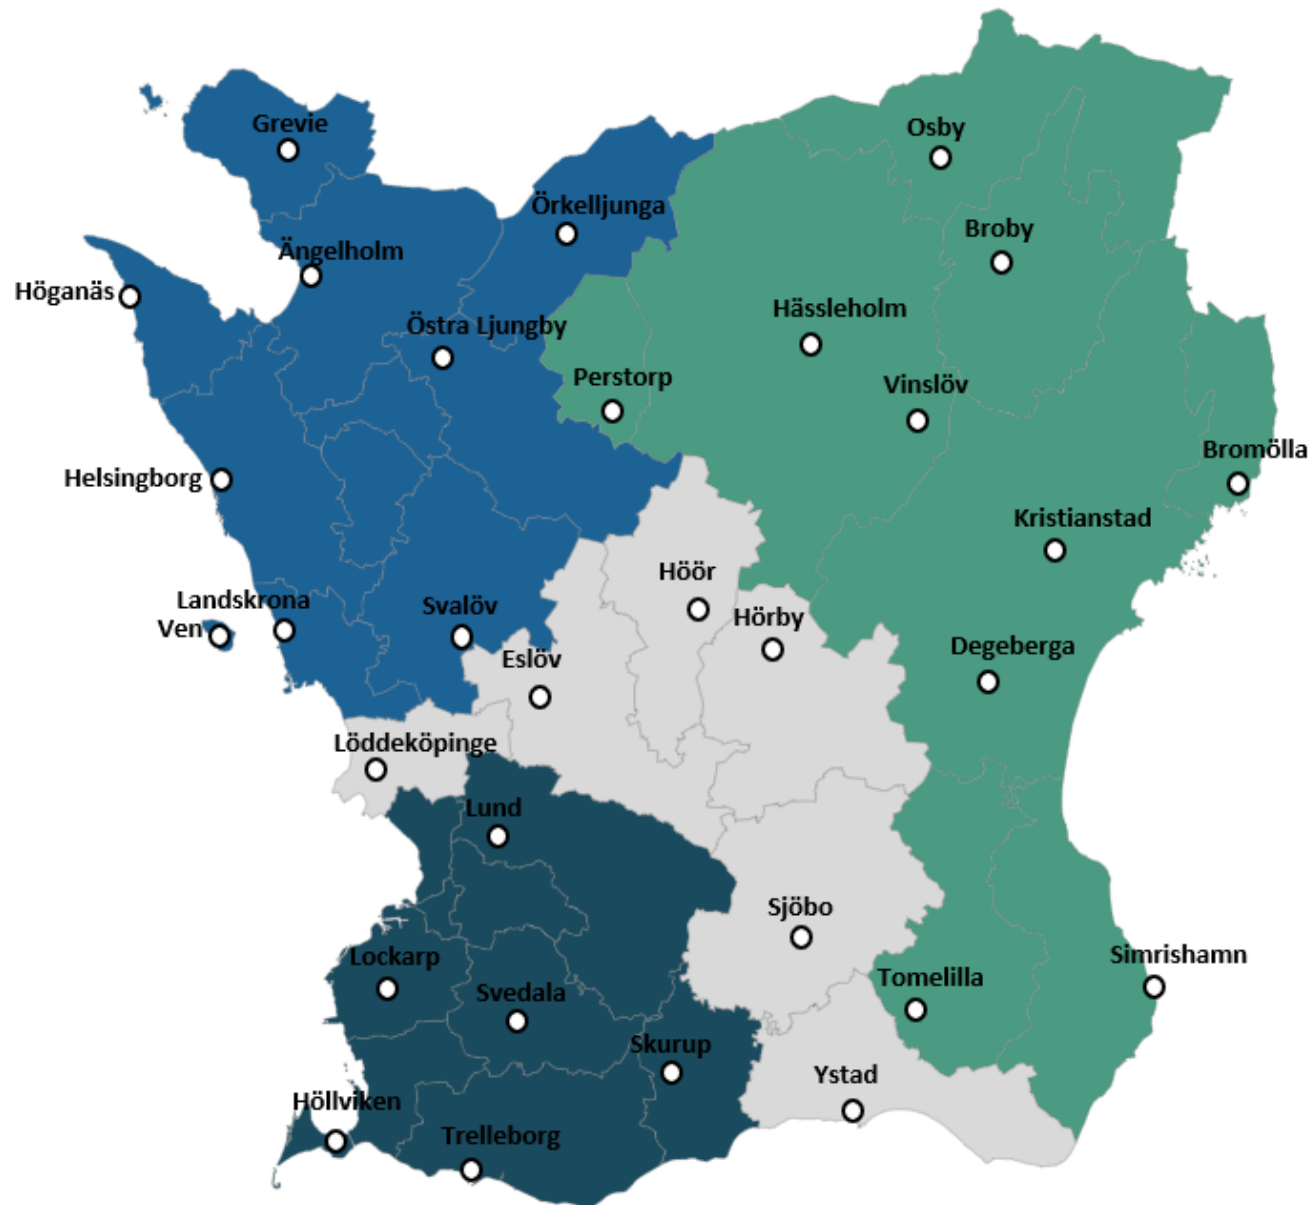 Grevie
Osby
Örkelljunga
Broby
Ängelholm
Höganäs
Hässleholm
Östra Ljungby
Perstorp
Vinslöv
Bromölla
Helsingborg
Kristianstad
Höör
Landskrona
Svalöv
Hörby
Ven
Degeberga
Eslöv
Löddeköpinge
Lund
Sjöbo
Lockarp
Simrishamn
Tomelilla
Svedala
Skurup
Ystad
Höllviken
Trelleborg